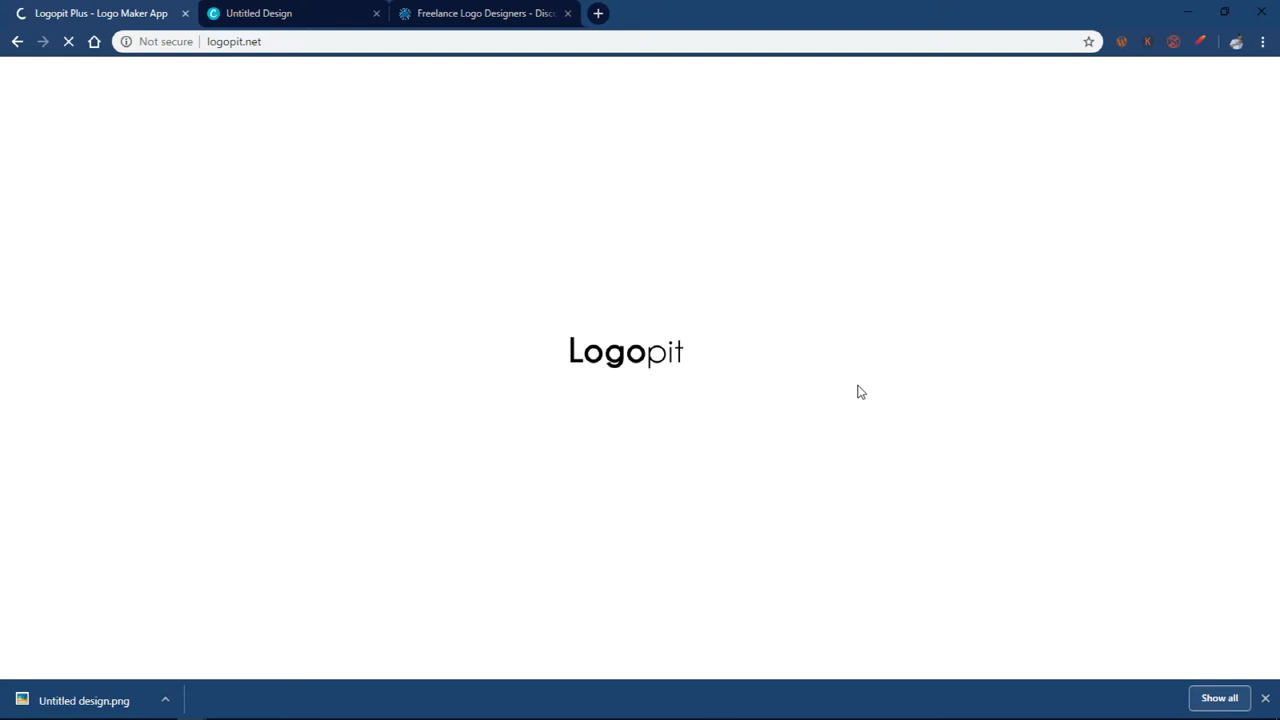 Logopit Plus - Logo Maker App
Untitled Design
Freelance Logo Designers - Disco
Not secure
logopit.net
Logopit
Untitled design.png
Show all